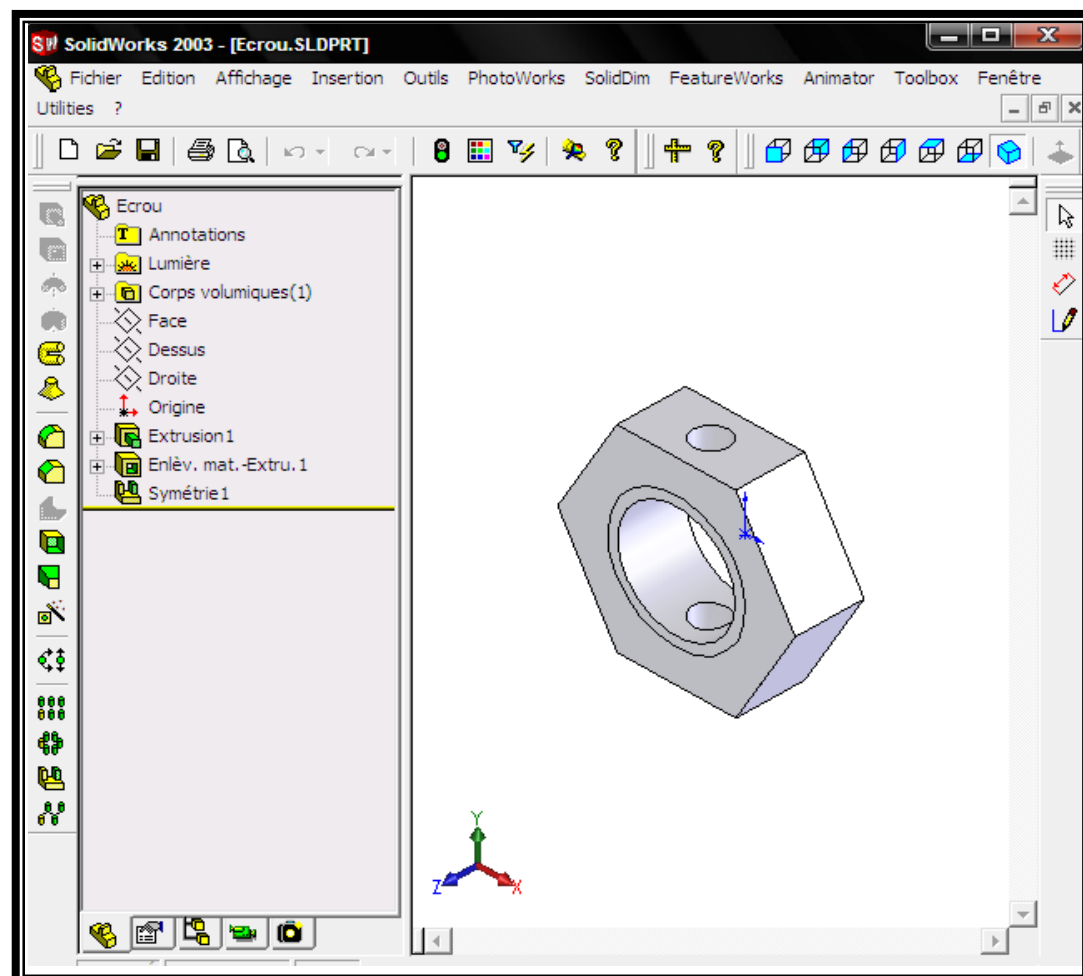 SW SolidWorks 2003 - [Ecrou.SLDPRT]
Fichier Edition Affichage Insertion Outils PhotoWorks SolidDim FeatureWorks Animator Toolbox Fenêtre
Utilities ?
Ecrou
Annotations
Lumière
Corps volumiques(1)
Face
Dessus
Droite
Origine
Extrusion1
Enlèv. mat.-Extru.1
Symétrie1
Y
Z X